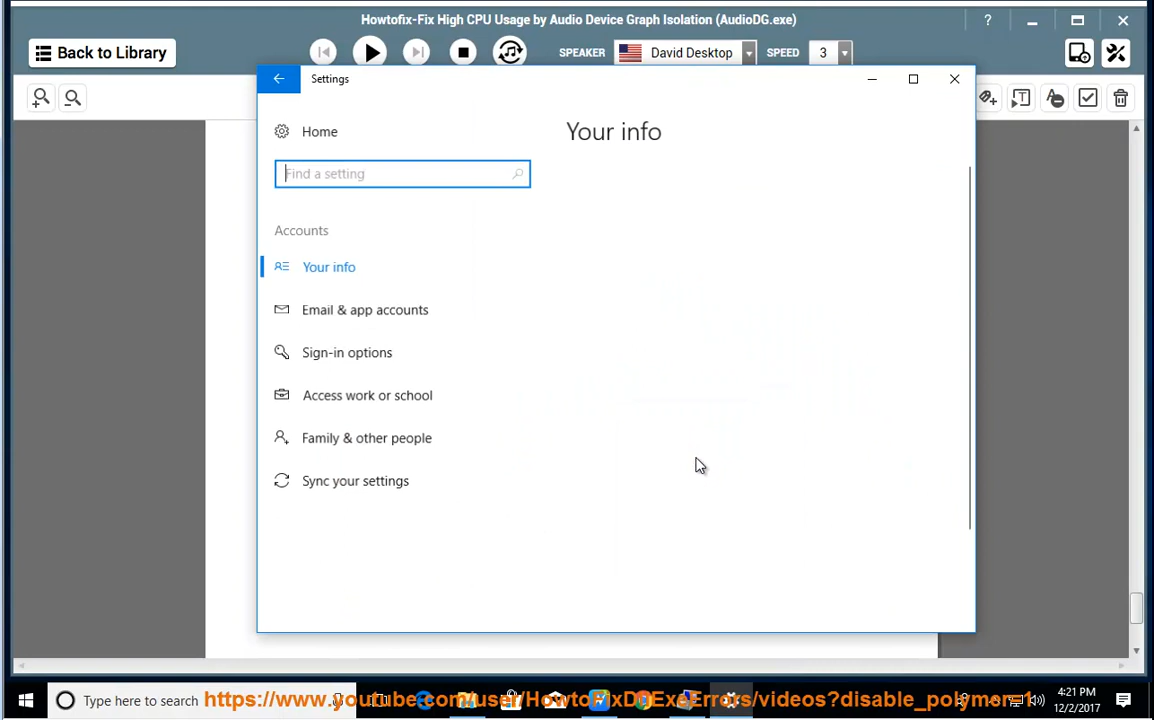 Howtofix-Fix High CPU Usage by Audio Device Graph Isolation (AudioDG.exe)
?
Back to Library
SPEAKER
David Desktop
SPEED
3
Settings
Home
Your info
Find a setting
Accounts
Your info
Email & app accounts
Sign-in options
Access work or school
Family & other people
Sync your settings
Type here to search
https://www.youtube.com/user/HowtoFixDllExeErrors/videos?disable_polymer=1
4:21 PM
12/2/2017